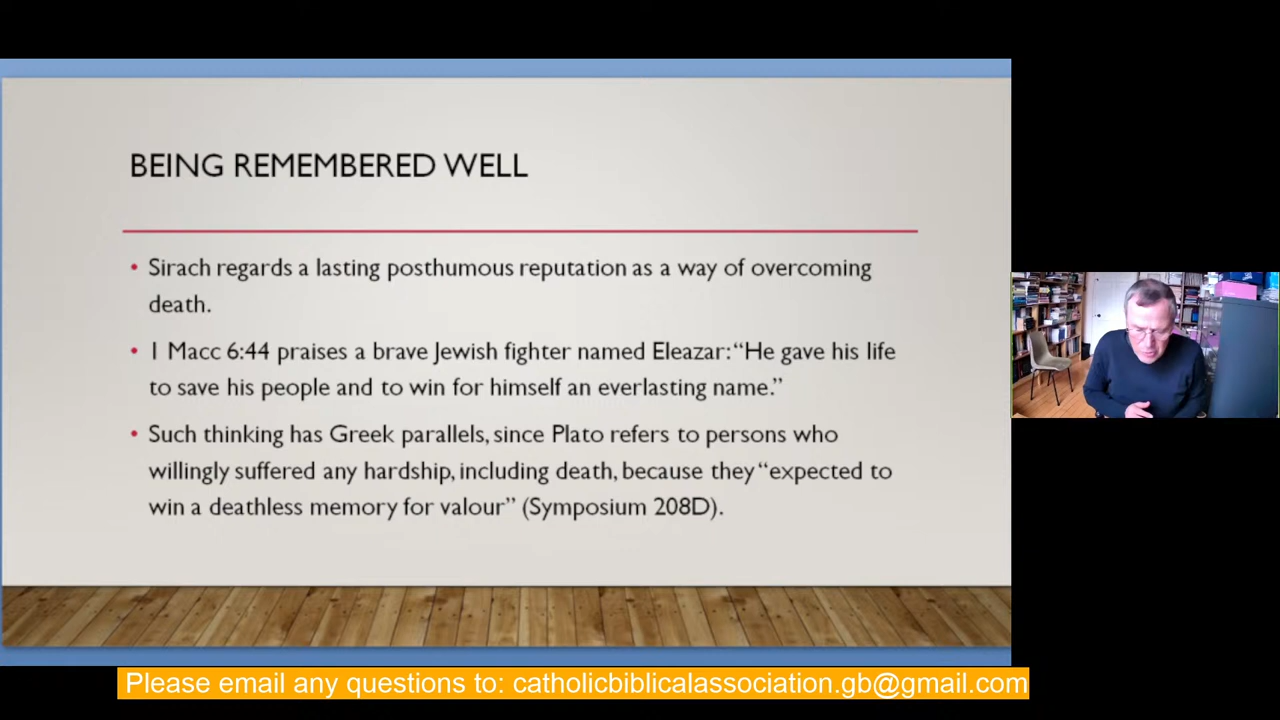 BEING REMEMBERED WELL
• Sirach regards a lasting posthumous reputation as a way of overcoming
death.
• 1 Macc 6:44 praises a brave Jewish fighter named Eleazar: “He gave his life
to save his people and to win for himself an everlasting name.”
• Such thinking has Greek parallels, since Plato refers to persons who
willingly suffered any hardship, including death, because they “expected to
win a deathless memory for valour” (Symposium 208D).
Please email any questions to: catholicbiblicalassociation.gb@gmail.com